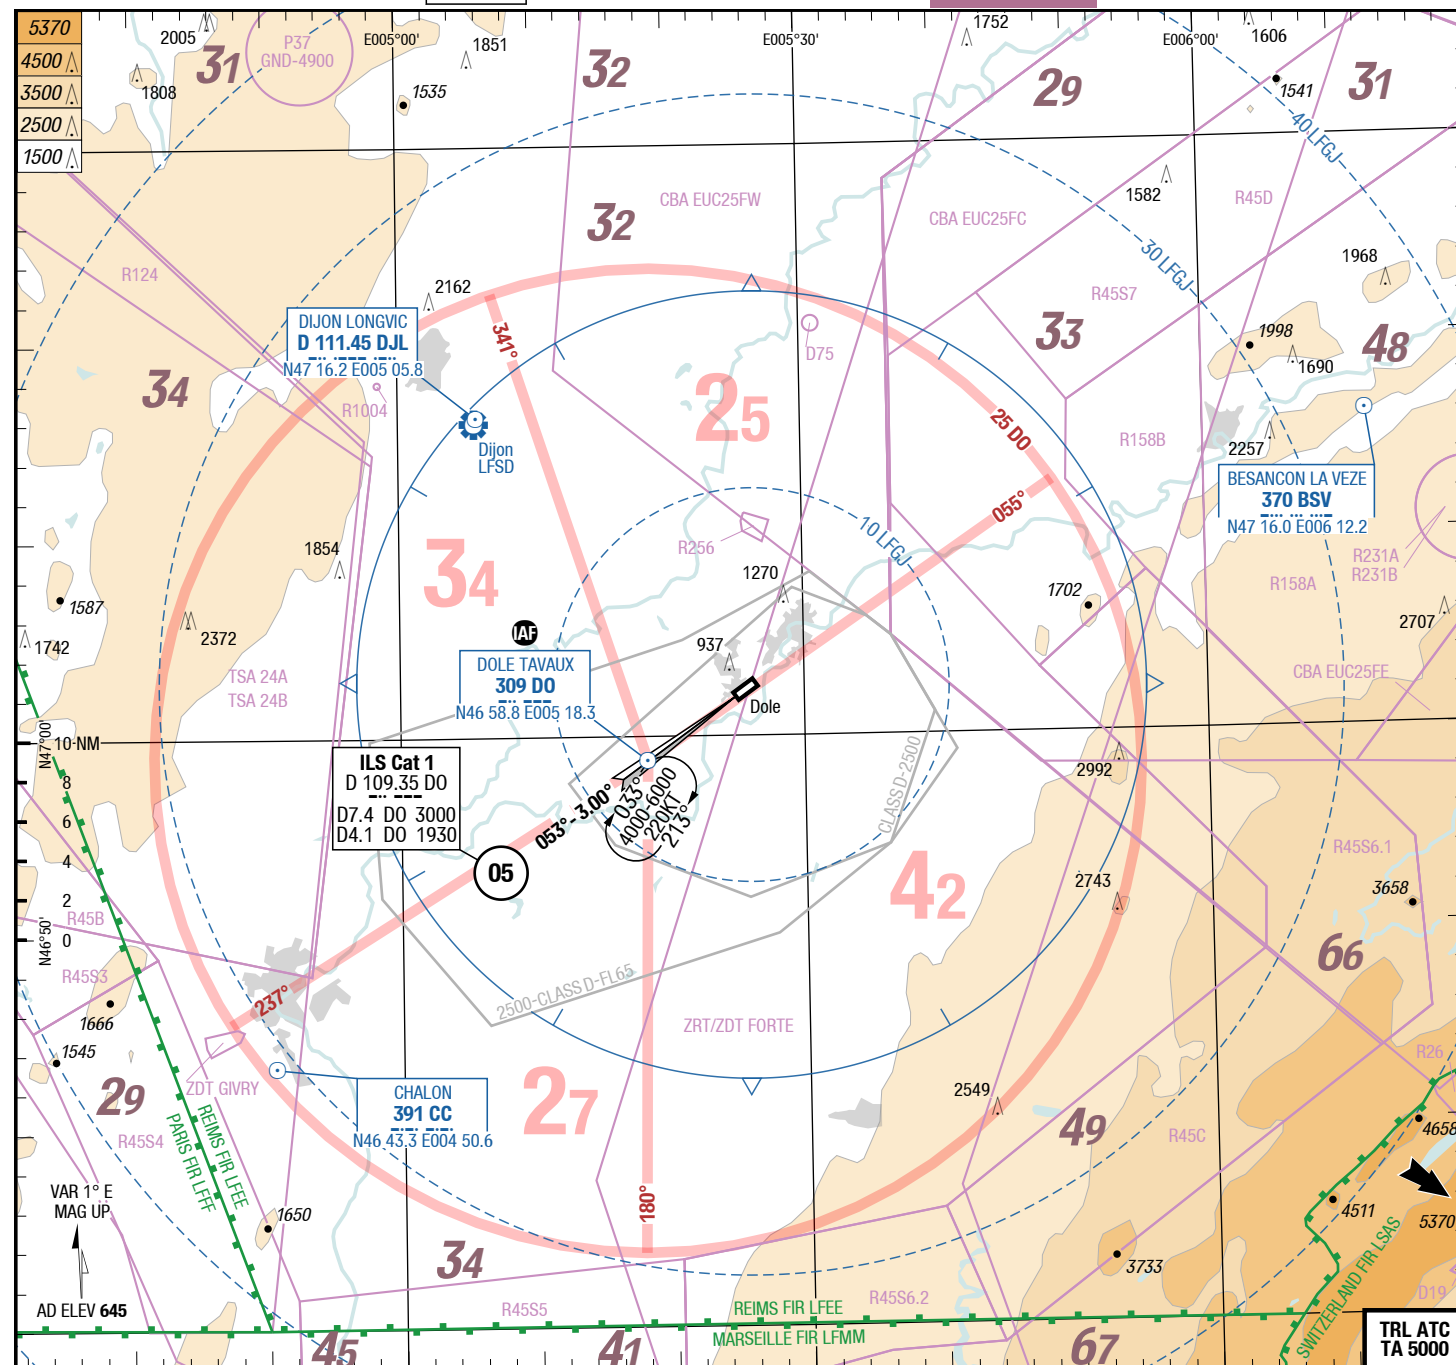 5370
4500
3500
2500
1500
2005
31
P37
GND-4900
E005°00'
1851
32
E005°30'
1752
29
E006°00'
1606
31
1808
1535
1541
40 LFGJ
1582
R45D
CBA EUC25FW
32
CBA EUC25FC
30 LFGJ
1968
R124
2162
R45S7
DIJON LONGVIC
D 111.45 DJL
N47 16.2 E005 05.8
341°
D75
33
1998
1690
48
34
R1004
25
25 DO
Dijon
LFSD
R158B
2257
BESANCON LA VEZE
370 BSV
N47 16.0 E006 12.2
055°
10 LFGJ
R256
1854
34
1270
R231A
R231B
R158A
1702
1587
2372
1742
IAF
937
2707
DOLE TAVAUX
309 DO
N46 58.8 E005 18.3
TSA 24A
TSA 24B
CBA EUC25FE
Dole
N47°00'
10 NM
8
6
4
2
0
N46°50'
ILS Cat 1
D 109.35 DO
D7.4 DO 3000
D4.1 DO 1930
053°-3.00°
033°
4000-6000
220KT
213°
CLASS D-2500
2992
05
42
2743
R45S6.1
3658
R45B
66
R45S3
237°
2500-CLASS D-FL65
1666
ZRT/ZDT FORTE
1545
R26
29
ZDT GIVRY
CHALON
391 CC
N46 43.3 E004 50.6
27
2549
49
R45C
4658
R45S4
REIMS FIR LFEE
PARIS FIR LFFF
VAR 1° E
MAG UP
180°
1650
4511
5370
34
3733
SWITZERLAND FIR LSAS
AD ELEV 645
R45S5
REIMS FIR LFEE
MARSEILLE FIR LFMM
R45S6.2
D19
45
41
67
TRL ATC
TA 5000